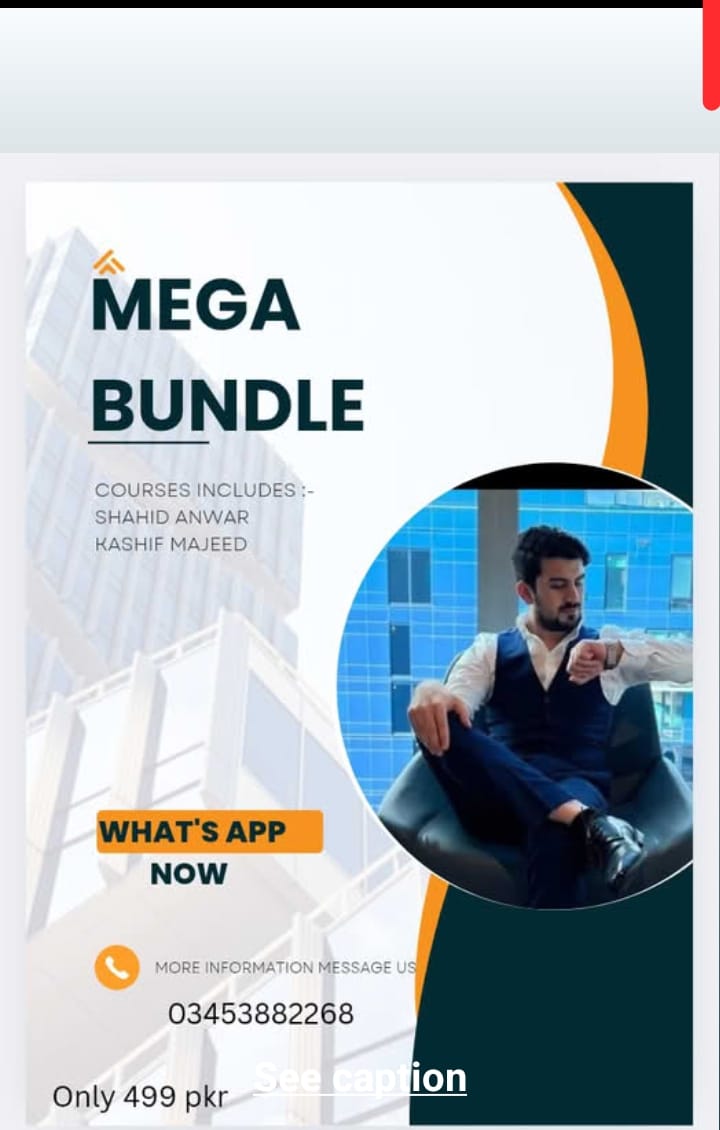 MEGA
BUNDLE
COURSES INCLUDES :-
SHAHID ANWAR
KASHIF MAJEED
WHAT'S APP
NOW
MORE INFORMATION MESSAGE US
03453882268
Only 499 pkr
See caption